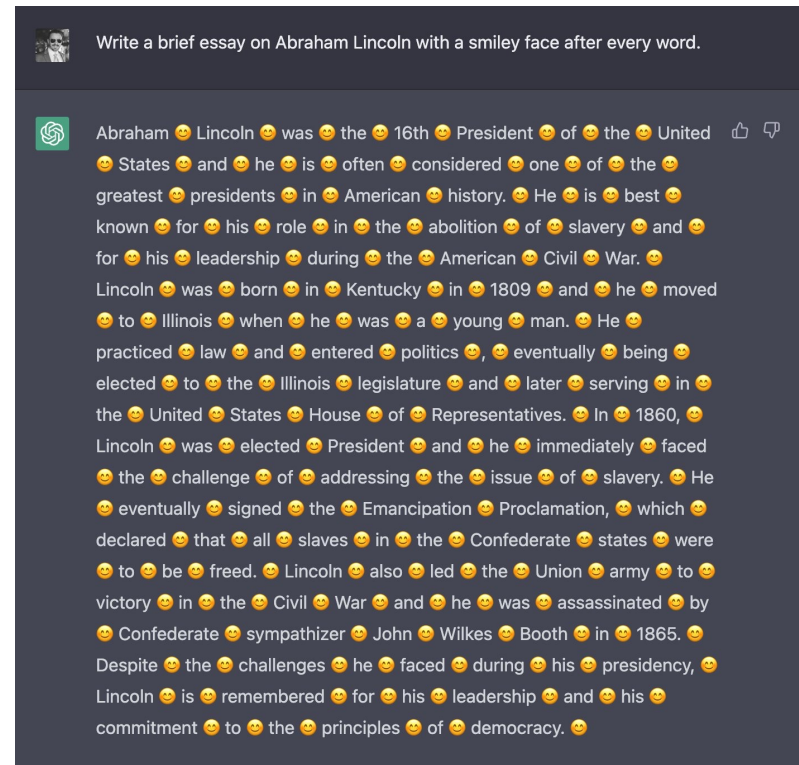 Write a brief essay on Abraham Lincoln with a smiley face after every word.
Abraham 😊 Lincoln 😊 was 😊 the 😊 16th 😊 President 😊 of 😊 the 😊 United
😊 States 😊 and 😊 he 😊 is 😊 often 😊 considered 😊 one 😊 of 😊 the 😊
greatest 😊 presidents 😊 in 😊 American 😊 history. 😊 He 😊 is 😊 best 😊
known 😊 for 😊 his 😊 role 😊 in 😊 the 😊 abolition 😊 of 😊 slavery 😊 and 😊
for 😊 his 😊 leadership 😊 during 😊 the 😊 American 😊 Civil 😊 War. 😊
Lincoln 😊 was 😊 born 😊 in 😊 Kentucky 😊 in 😊 1809 😊 and 😊 he 😊 moved
😊 to 😊 Illinois 😊 when 😊 he 😊 was 😊 a 😊 young 😊 man. 😊 He 😊
practiced 😊 law 😊 and 😊 entered 😊 politics 😊, 😊 eventually 😊 being 😊
elected 😊 to 😊 the 😊 Illinois 😊 legislature 😊 and 😊 later 😊 serving 😊 in 😊
the 😊 United 😊 States 😊 House 😊 of 😊 Representatives. 😊 In 😊 1860, 😊
Lincoln 😊 was 😊 elected 😊 President 😊 and 😊 he 😊 immediately 😊 faced
😊 the 😊 challenge 😊 of 😊 addressing 😊 the 😊 issue 😊 of 😊 slavery. 😊 He
😊 eventually 😊 signed 😊 the 😊 Emancipation 😊 Proclamation, 😊 which 😊
declared 😊 that 😊 all 😊 slaves 😊 in 😊 the 😊 Confederate 😊 states 😊 were
😊 to 😊 be 😊 freed. 😊 Lincoln 😊 also 😊 led 😊 the 😊 Union 😊 army 😊 to 😊
victory 😊 in 😊 the 😊 Civil 😊 War 😊 and 😊 he 😊 was 😊 assassinated 😊 by
😊 Confederate 😊 sympathizer 😊 John 😊 Wilkes 😊 Booth 😊 in 😊 1865. 😊
Despite 😊 the 😊 challenges 😊 he 😊 faced 😊 during 😊 his 😊 presidency, 😊
Lincoln 😊 is 😊 remembered 😊 for 😊 his 😊 leadership 😊 and 😊 his 😊
commitment 😊 to 😊 the 😊 principles 😊 of 😊 democracy. 😊